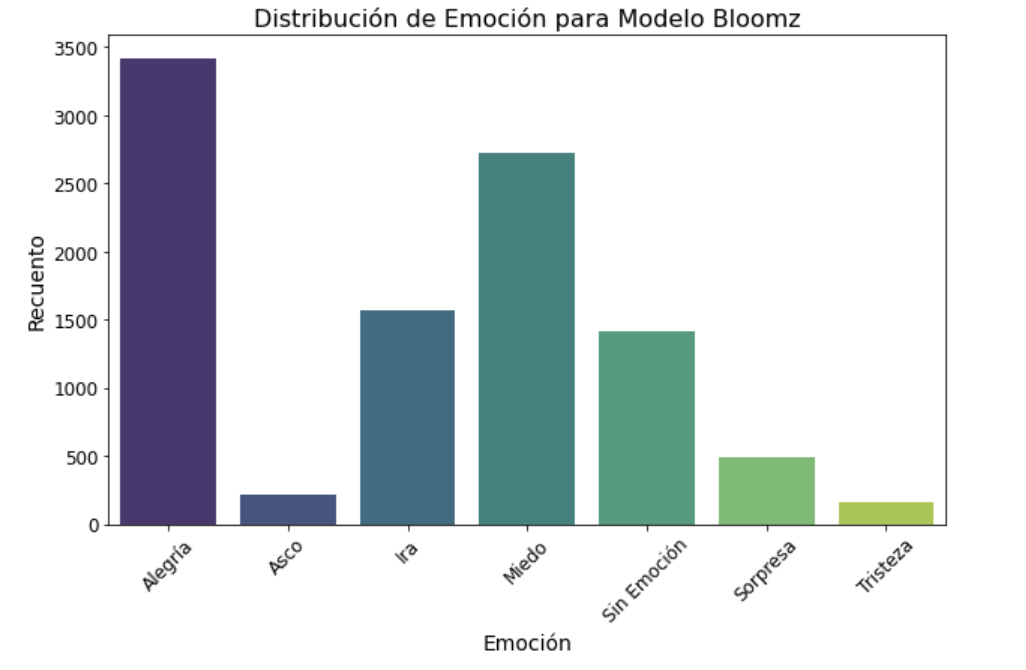 Distribución de Emoción para Modelo Bloomz
3500
3000
2500
2000
1500
1000
500
0
Recuento
Alegría
Asco
Ira
Miedo
Sin Emoción
Sorpresa
Tristeza
Emoción